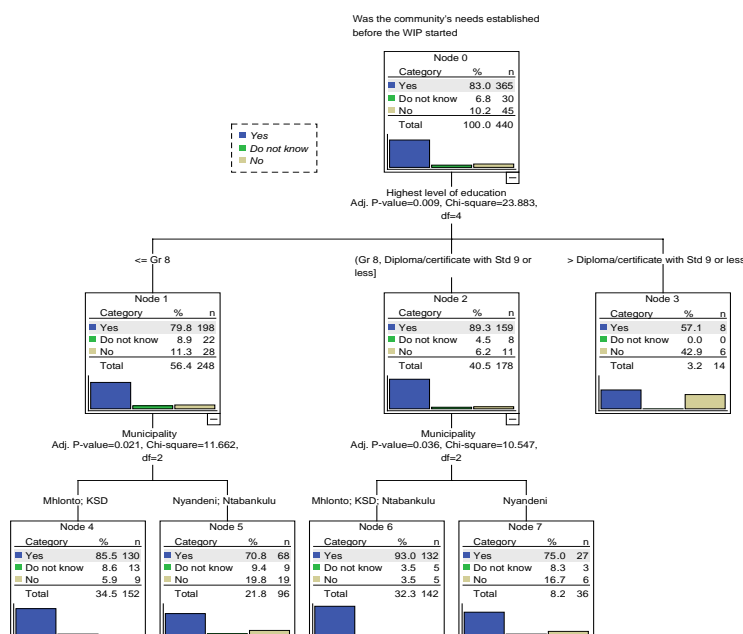 Was the community's needs established
before the WIP started
Node 0
Category % n
Yes 83.0 365
Do not know 6.8 30
No 10.2 45
Total 100.0 440
Yes
Do not know
No
Highest level of education
Adj. P-value=0.009, Chi-square=23.883,
df=4
<= Gr 8
(Gr 8, Diploma/certificate with Std 9 or
less]
> Diploma/certificate with Std 9 or less
Node 1
Category % n
Yes 79.8 198
Do not know 8.9 22
No 11.3 28
Total 56.4 248
Node 2
Category % n
Yes 89.3 159
Do not know 4.5 8
No 6.2 11
Total 40.5 178
Node 3
Category % n
Yes 57.1 8
Do not know 0.0 0
No 42.9 6
Total 3.2 14
Municipality
Adj. P-value=0.021, Chi-square=11.662,
df=2
Municipality
Adj. P-value=0.036, Chi-square=10.547,
df=2
Mhlonto; KSD
Nyandeni; Ntabankulu
Mhlonto; KSD; Ntabankulu
Nyandeni
Node 4
Category % n
Yes 85.5 130
Do not know 8.6 13
No 5.9 9
Total 34.5 152
Node 5
Category % n
Yes 70.8 68
Do not know 9.4 9
No 19.8 19
Total 21.8 96
Node 6
Category % n
Yes 93.0 132
Do not know 3.5 5
No 3.5 5
Total 32.3 142
Node 7
Category % n
Yes 75.0 27
Do not know 8.3 3
No 16.7 6
Total 8.2 36